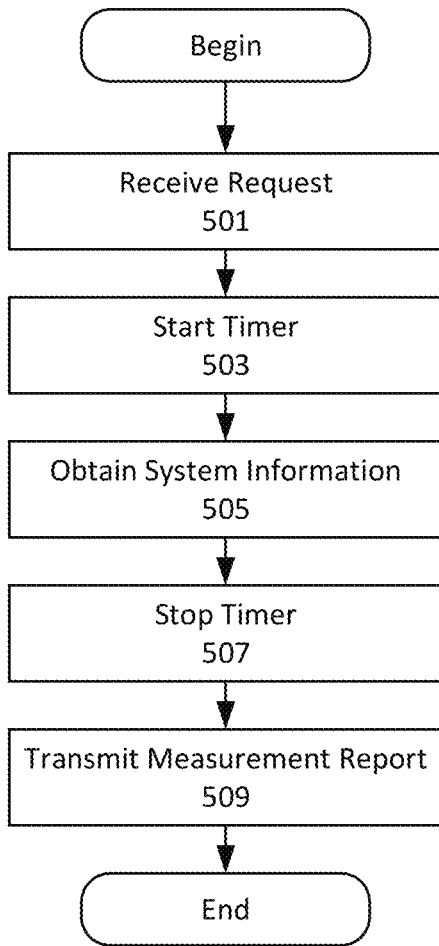 Begin
Receive Request
501
Start Timer
503
Obtain System Information
505
Stop Timer
507
Transmit Measurement Report
509
End